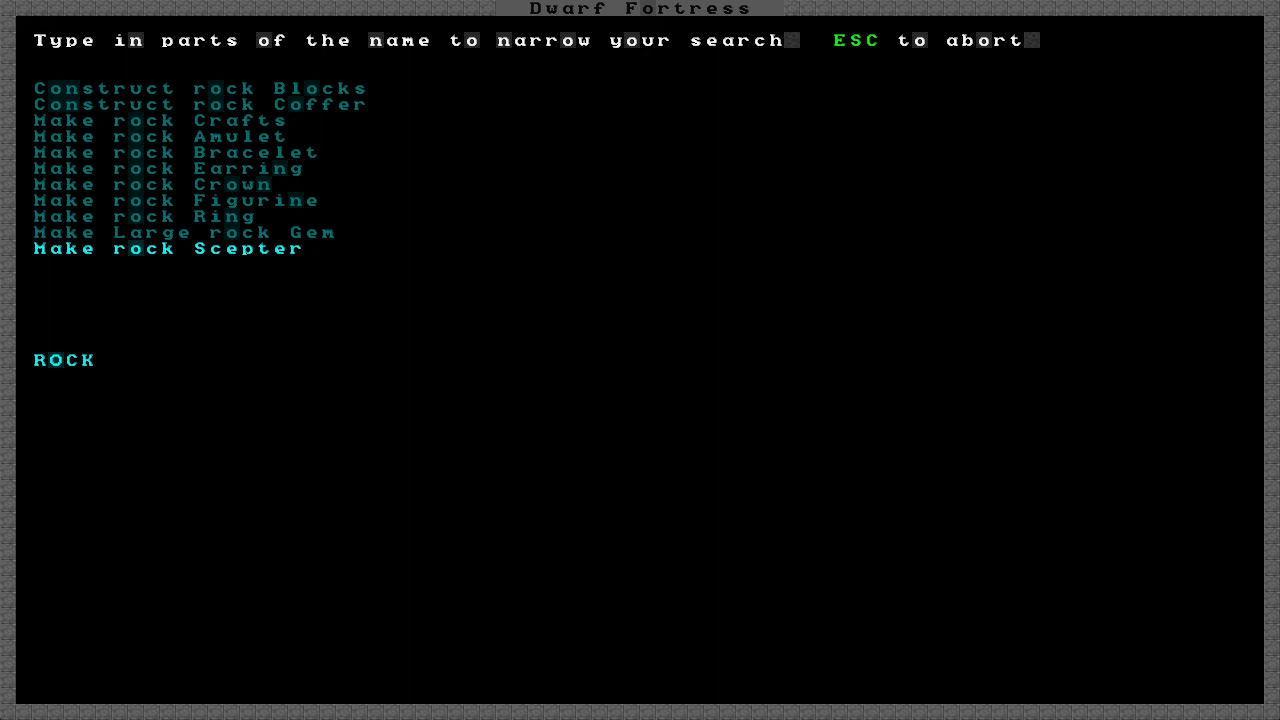 Dwarf Fortress
Type in parts of the name to narrow your search. ESC to abort.
Construct rock Blocks
Construct rock Coffer
Make rock Crafts
Make rock Amulet
Make rock Bracelet
Make rock Earring
Make rock Crown
Make rock Figurine
Make rock Ring
Make Large rock Gem
Make rock Scepter
ROCK